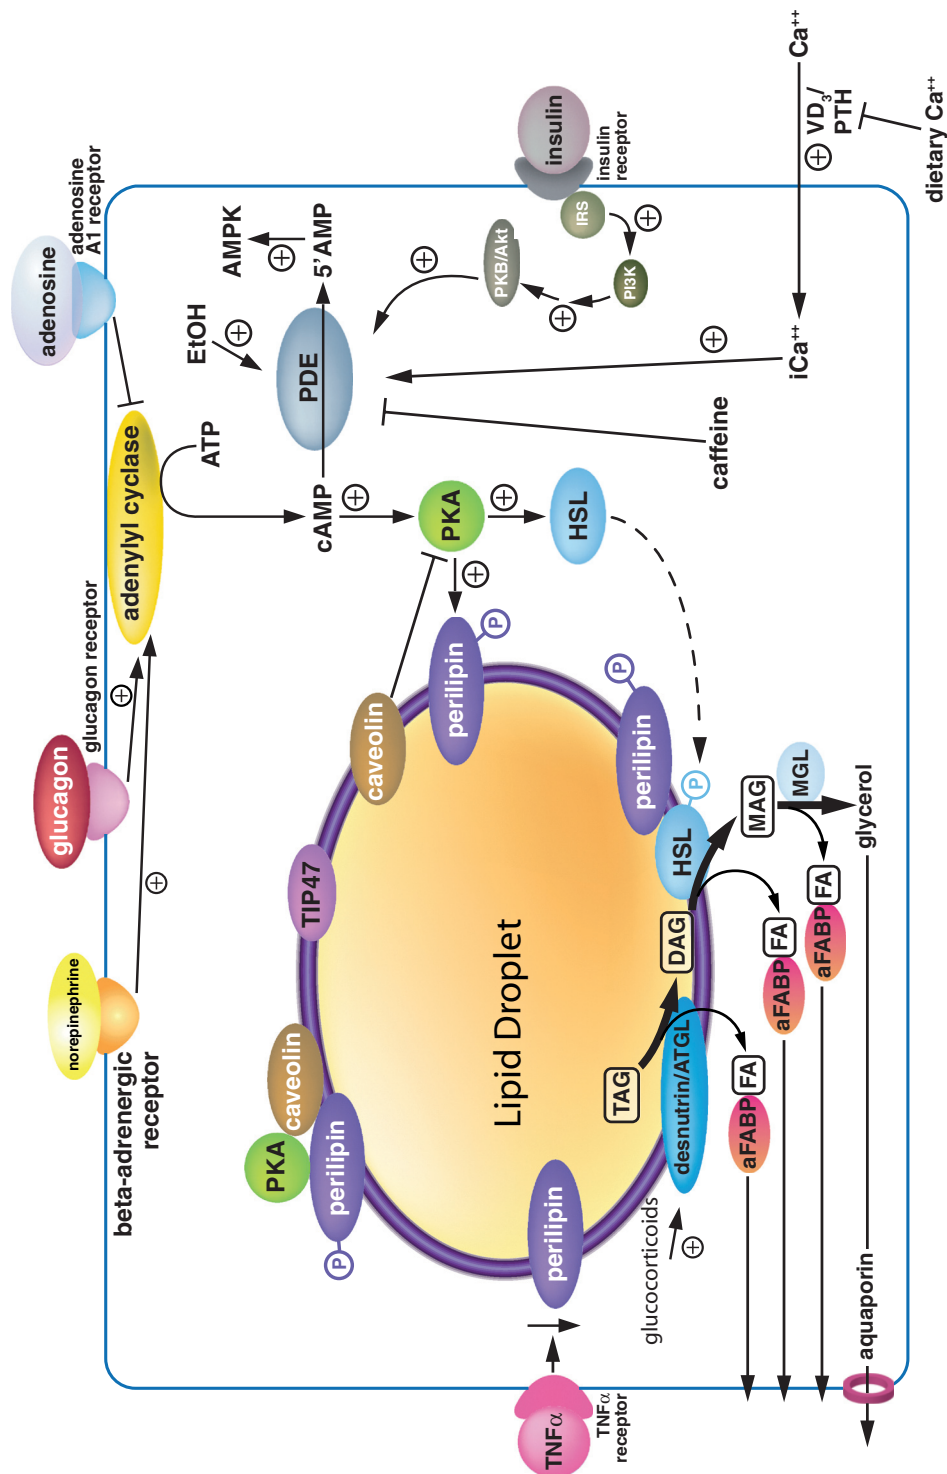 norepinephrine
beta-adrenergic
receptor
glucagon
glucagon receptor
adenosine
adenosine
A1 receptor
adenylyl cyclase
ATP
EtOH
AMPK
5' AMP
PDE
cAMP
PKA
HSL
PKB/Akt
PI3K
IRS
insulin
insulin
receptor
Ca++
VD3/
PTH
dietary Ca++
iCa++
caffeine
PKA
caveolin
perilipin
P
TIP47
caveolin
perilipin
P
perilipin
P
Lipid Droplet
perilipin
TNFα
TNFα
receptor
glucocorticoids
TAG
desnutrin/ATGL
DAG
HSL
P
MAG
MGL
glycerol
aFABP
FA
aFABP
FA
aFABP
FA
aquaporin